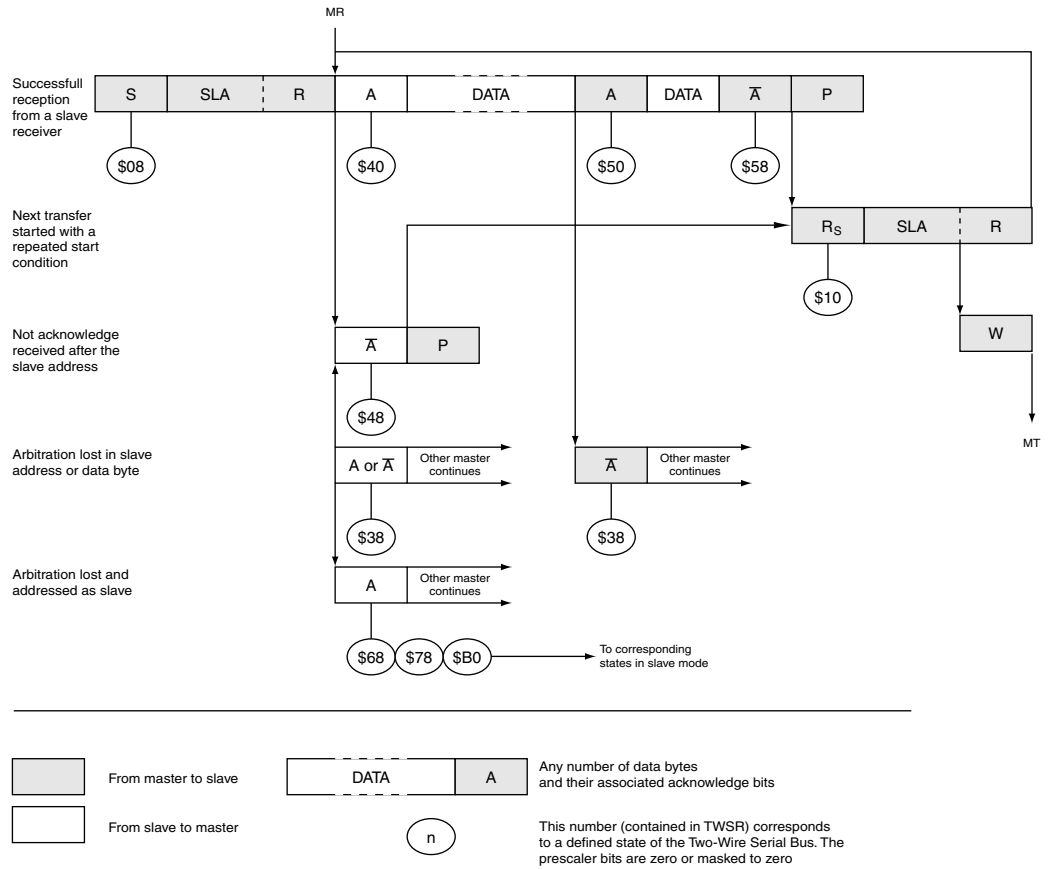 MR
Successfull
reception
from a slave
receiver
S SLA R A DATA A DATA A̅ P
$08 $40 $50 $58
Next transfer
started with a
repeated start
condition
RS SLA R
$10
Not acknowledge
received after the
slave address
A̅ P
W
$48
MT
Arbitration lost in slave
address or data byte
A or A̅
Other master
continues
A̅
Other master
continues
$38 $38
Arbitration lost and
addressed as slave
A
Other master
continues
$68 $78 $B0
To corresponding
states in slave mode
From master to slave
DATA A
Any number of data bytes
and their associated acknowledge bits
From slave to master
n
This number (contained in TWSR) corresponds
to a defined state of the Two-Wire Serial Bus. The
prescaler bits are zero or masked to zero